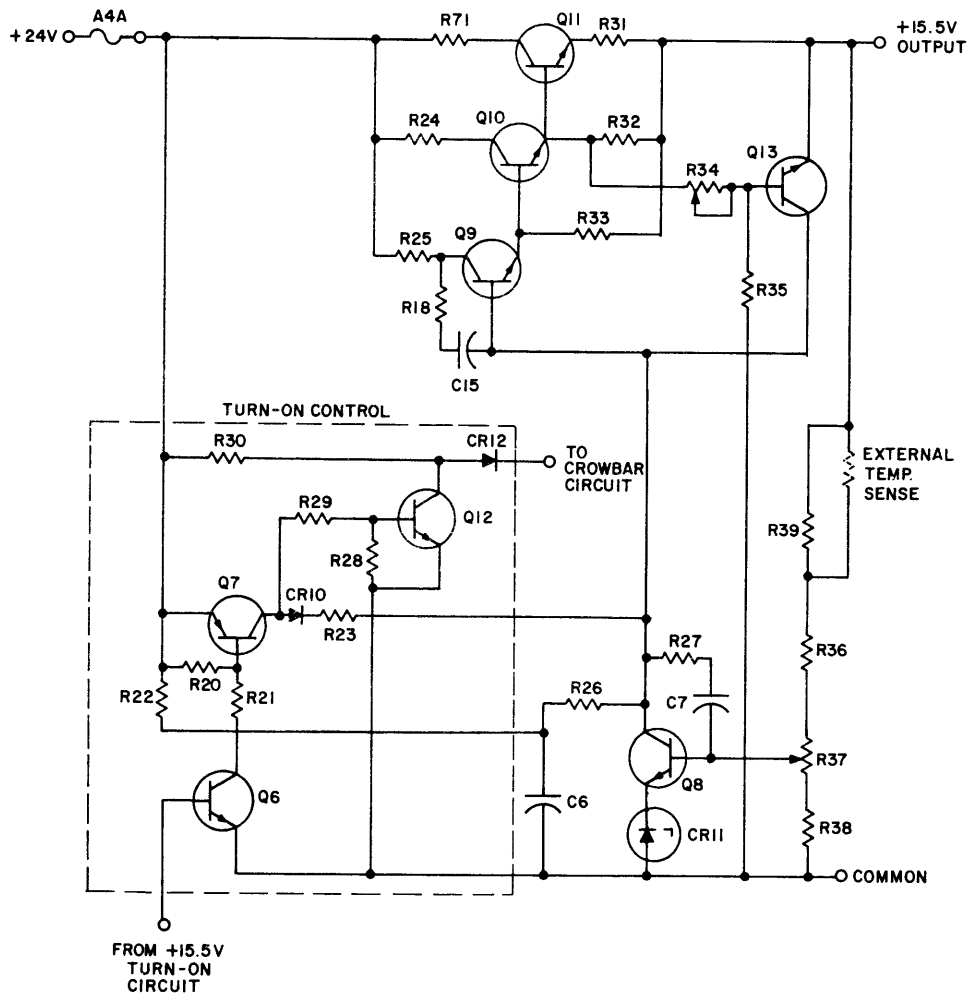 A4A
+24V
R71
Q11
R31
+15.5V
OUTPUT
Q10
R24
R32
Q13
R34
Q9
R33
R25
R18
R35
C15
TURN-ON CONTROL
R30
CR12
TO
CROWBAR
CIRCUIT
EXTERNAL
TEMP.
SENSE
R29
Q12
R39
R28
Q7
CR10
R23
R27
R36
R20
R22
R21
R26
C7
R37
Q6
C6
Q8
CR11
R38
COMMON
FROM +15.5V
TURN-ON
CIRCUIT